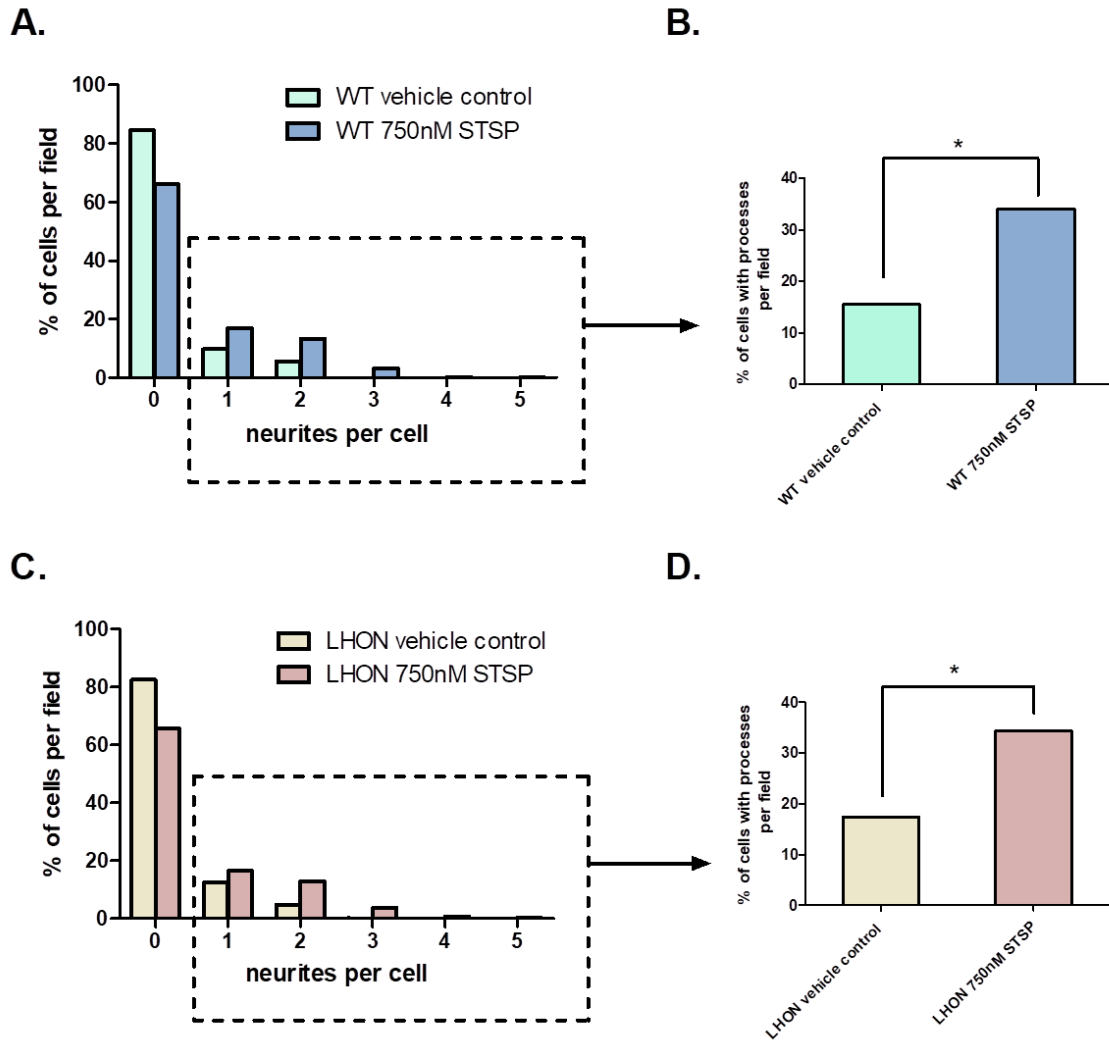 A.
WT vehicle control
WT 750nM STSP
% of cells per field
100
80
60
40
20
0
0 1 2 3 4 5
neurites per cell
B.
*
% of cells with processes
per field
40
30
20
10
0
WT vehicle control
WT 750nM STSP
C.
LHON vehicle control
LHON 750nM STSP
% of cells per field
100
80
60
40
20
0
0 1 2 3 4 5
neurites per cell
D.
*
% of cells with processes
per field
40
30
20
10
0
LHON vehicle control
LHON 750nM STSP